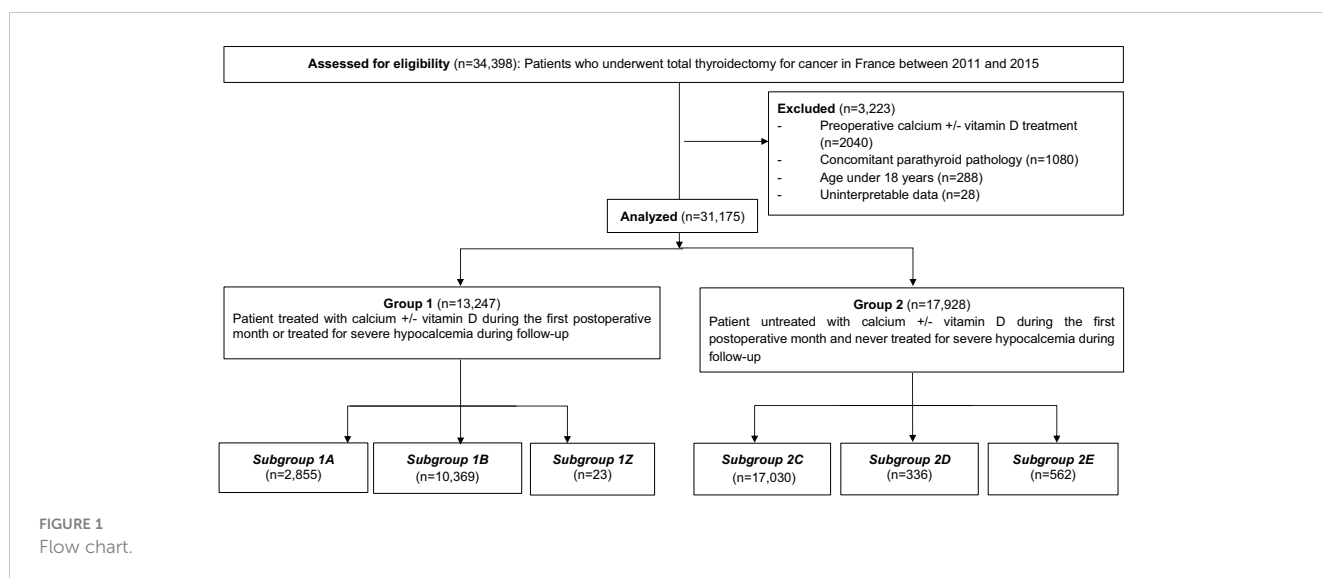 Assessed for eligibility (n=34,398): Patients who underwent total thyroidectomy for cancer in France between 2011 and 2015
Excluded (n=3,223)
- Preoperative calcium +/- vitamin D treatment
(n=2040)
- Concomitant parathyroid pathology (n=1080)
- Age under 18 years (n=288)
- Uninterpretable data (n=28)
Analyzed (n=31,175)
Group 1 (n=13,247)
Patient treated with calcium +/- vitamin D during the first postoperative
month or treated for severe hypocalcemia during follow-up
Group 2 (n=17,928)
Patient untreated with calcium +/- vitamin D during the first
postoperative month and never treated for severe hypocalcemia during
follow-up
Subgroup 1A
(n=2,855)
Subgroup 1B
(n=10,369)
Subgroup 1Z
(n=23)
Subgroup 2C
(n=17,030)
Subgroup 2D
(n=336)
Subgroup 2E
(n=562)
FIGURE 1
Flow chart.